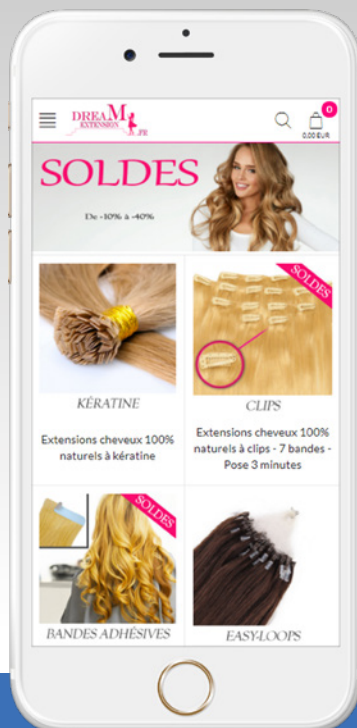 DREAM
EXTENSION
.FR
0
0,00 EUR
SOLDES
De -10% à -40%
SOLDES
KÉRATINE
CLIPS
Extensions cheveux 100%
naturels à kératine
Extensions cheveux 100%
naturels à clips - 7 bandes -
Pose 3 minutes
SOLDES
BANDES ADHÉSIVES
EASY-LOOPS